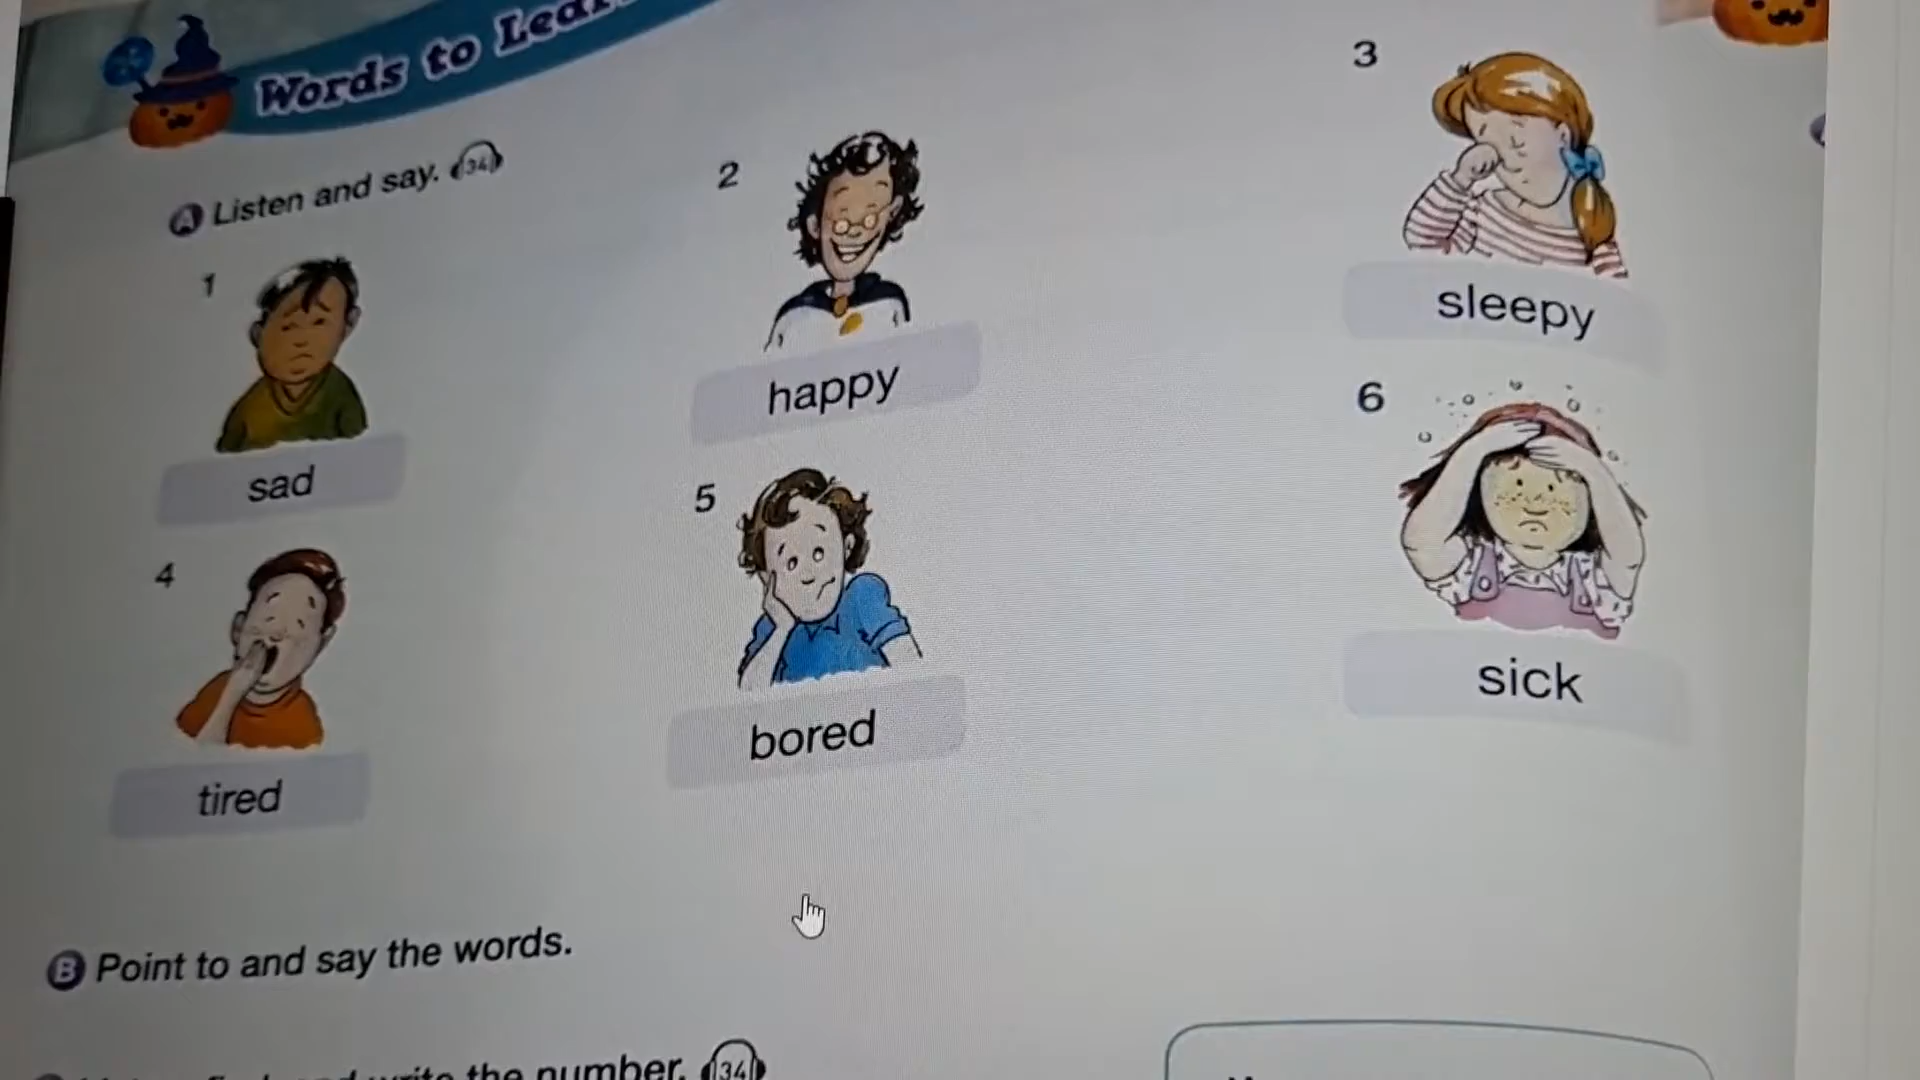 Words to
A Listen and say. 34
1
sad
2
happy
3
sleepy
4
tired
5
bored
6
sick
B Point to and say the words.
write the number. 34